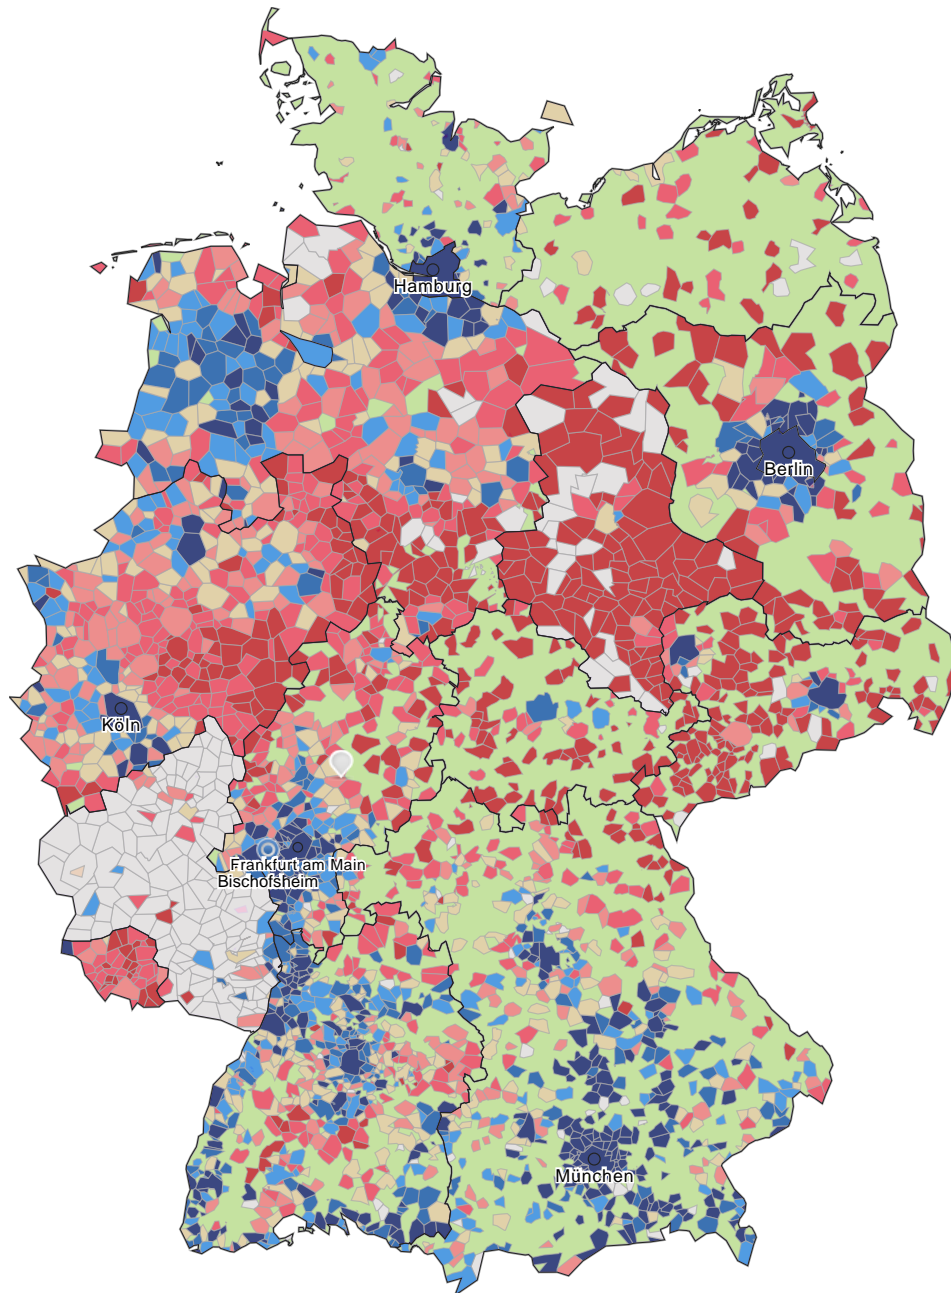 Hamburg
Berlin
Köln
Frankfurt am Main
Bischofsheim
München